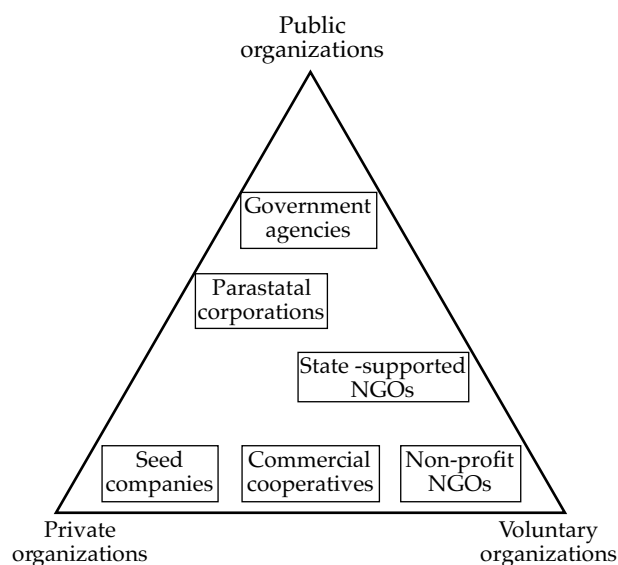 Public
organizations
Government
agencies
Parastatal
corporations
State -supported
NGOs
Seed
companies
Commercial
cooperatives
Non-profit
NGOs
Private
organizations
Voluntary
organizations